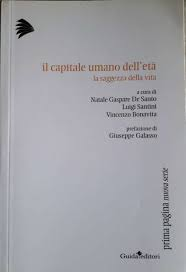 il capitale umano dell'età
la saggezza della vita
a cura di
Natale Gaspare De Santo
Luigi Santini
Vincenzo Bonavita
prefazione di
Giuseppe Galasso
prima pagina nuova serie
Guida editori